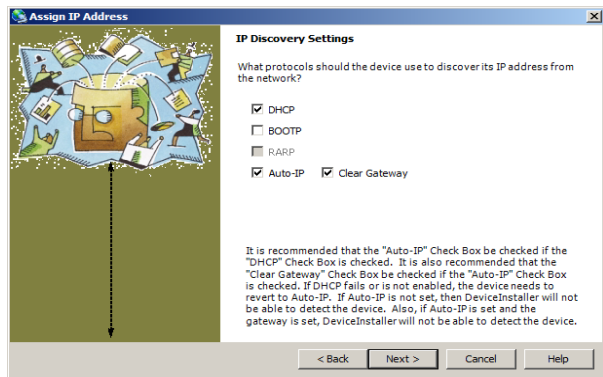 Assign IP Address
IP Discovery Settings
What protocols should the device use to discover its IP address from
the network?
DHCP
BOOTP
RARP
Auto-IP Clear Gateway
It is recommended that the "Auto-IP" Check Box be checked if the
"DHCP" Check Box is checked. It is also recommended that the
"Clear Gateway" Check Box be checked if the "Auto-IP" Check Box
is checked. If DHCP fails or is not enabled, the device needs to
revert to Auto-IP. If Auto-IP is not set, then DeviceInstaller will not
be able to detect the device. Also, if Auto-IP is set and the
gateway is set, DeviceInstaller will not be able to detect the device.
< Back Next > Cancel Help